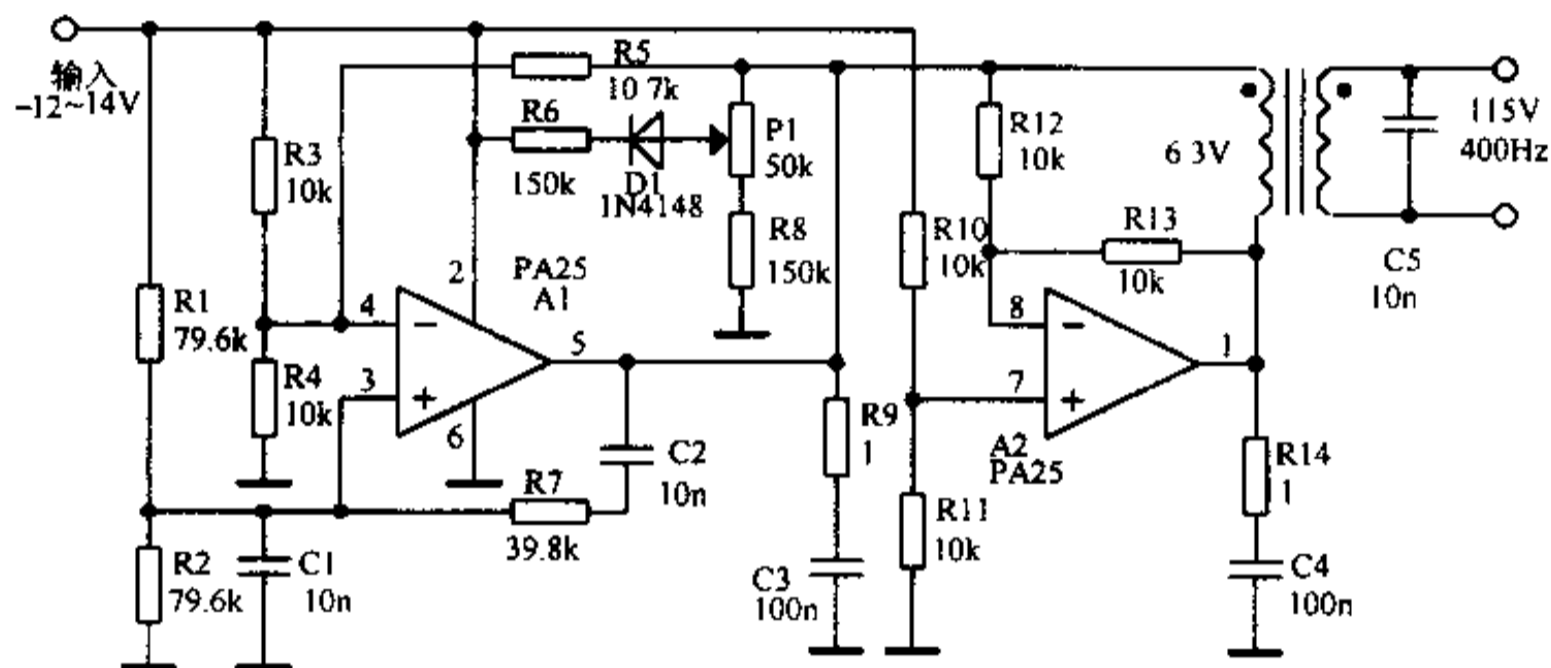 输入
-12~14V
R1
79.6k
R2
79.6k
R3
10k
R4
10k
C1
10n
R5
10 7k
R6
150k
D1
1N4148
P1
50k
R8
150k
2
PA25
A1
4
3
5
6
R7
39.8k
C2
10n
R9
1
C3
100n
R10
10k
R11
10k
R12
10k
R13
10k
8
7
1
A2
PA25
R14
1
C4
100n
6 3V
115V
400Hz
C5
10n